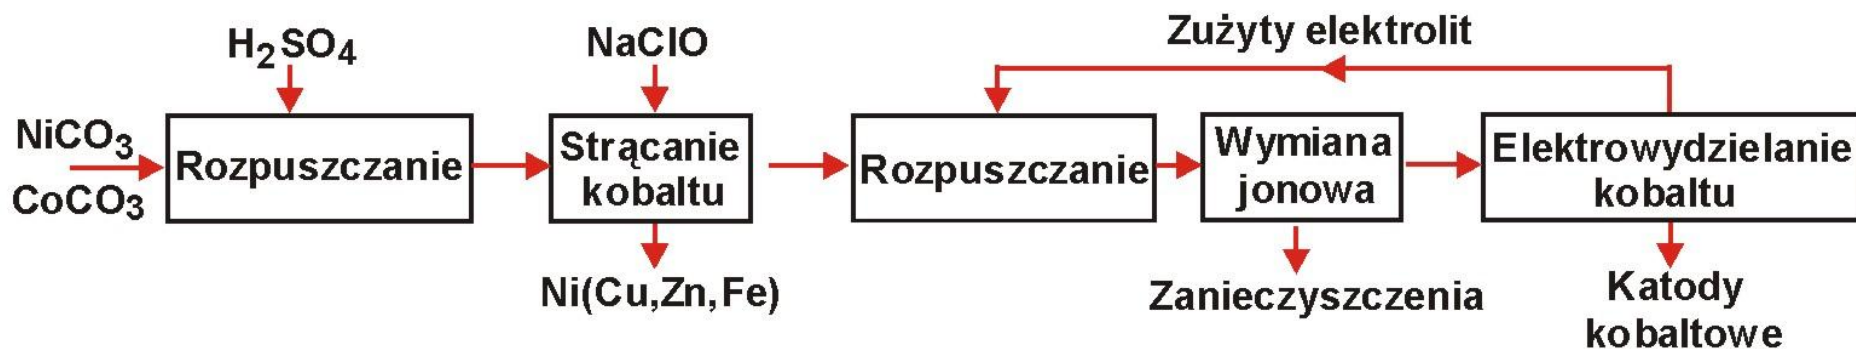 H2SO4
NaClO
Zużyty elektrolit
NiCO3
CoCO3
Rozpuszczanie
Strącanie
kobaltu
Rozpuszczanie
Wymiana
jonowa
Elektrowydzielanie
kobaltu
Ni(Cu,Zn,Fe)
Zanieczyszczenia
Katody
kobaltowe